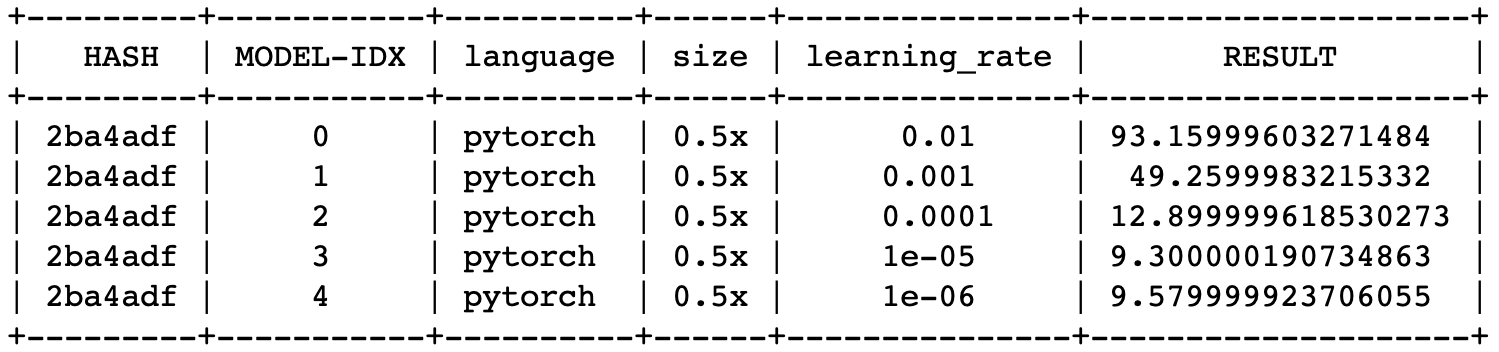 +---------+-----------+----------+------+---------------+--------------------+
|   HASH  | MODEL-IDX | language | size | learning_rate |       RESULT       |
+---------+-----------+----------+------+---------------+--------------------+
| 2ba4adf |     0     | pytorch  | 0.5x |      0.01     | 93.15999603271484  |
| 2ba4adf |     1     | pytorch  | 0.5x |     0.001     |  49.2599983215332  |
| 2ba4adf |     2     | pytorch  | 0.5x |     0.0001    | 12.899999618530273 |
| 2ba4adf |     3     | pytorch  | 0.5x |     1e-05     | 9.300000190734863  |
| 2ba4adf |     4     | pytorch  | 0.5x |     1e-06     | 9.579999923706055  |
+---------+-----------+----------+------+---------------+--------------------+